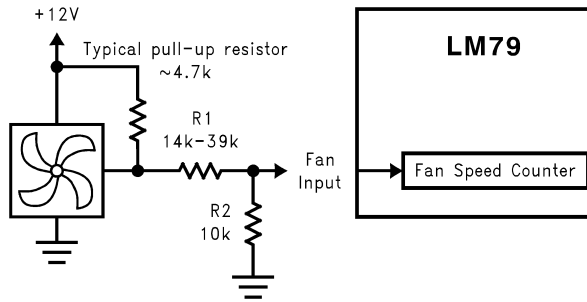 +12V
Typical pull-up resistor
~4.7k
LM79
R1
14k-39k
Fan
Input
Fan Speed Counter
R2
10k